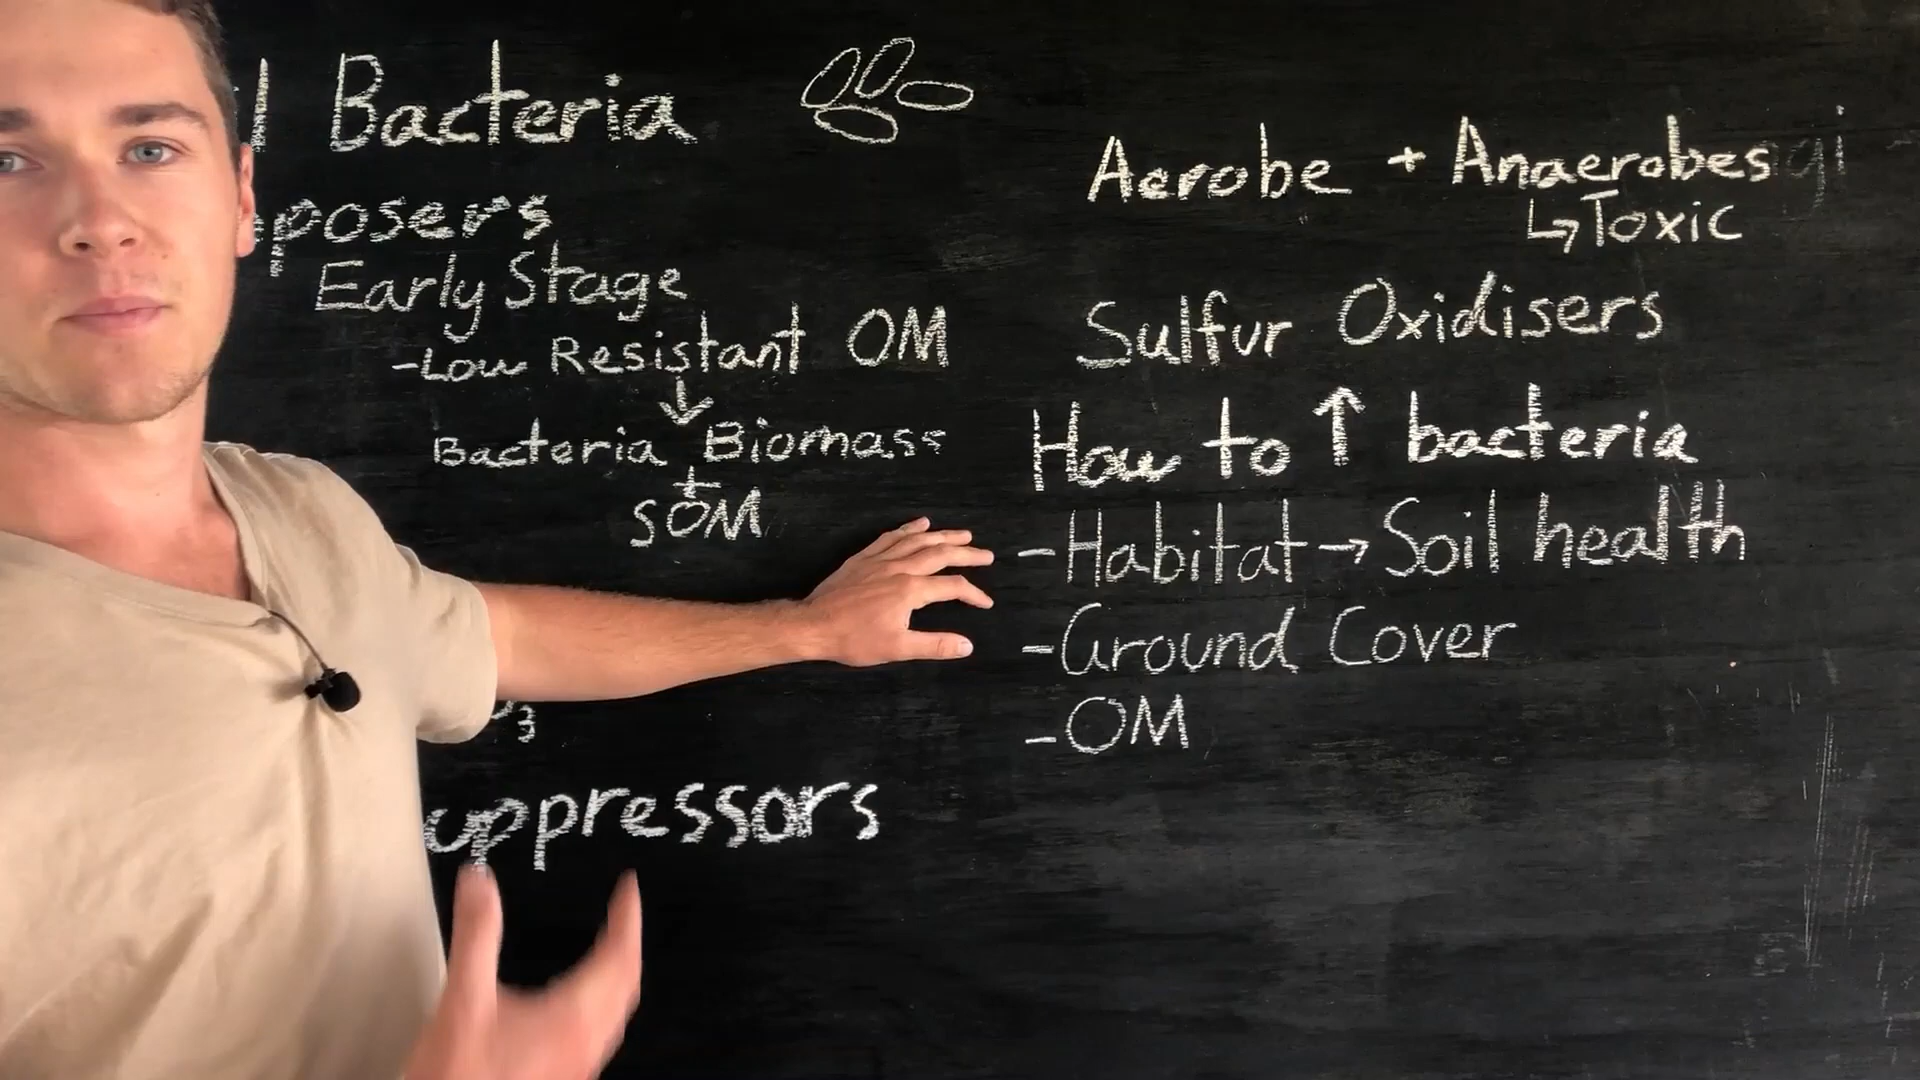 l Bacteria
posers
Early Stage
-Low Resistant OM
↓
Bacteria Biomass
+
SOM
3
uppressors
Aerobe + Anaerobes
↳Toxic
Sulfur Oxidisers
How to ↑ bacteria
-Habitat→Soil health
-Ground Cover
-OM